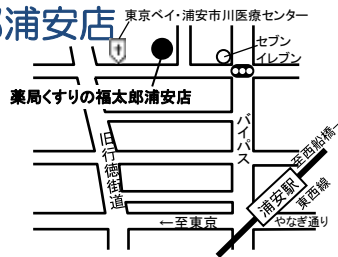 郎浦安店
東京ベイ・浦安市川医療センター
セブン
イレブン
薬局くすりの福太郎浦安店
バイパス
旧行徳街道
至西船橋→
浦安駅
東西線
←至東京
やなぎ通り